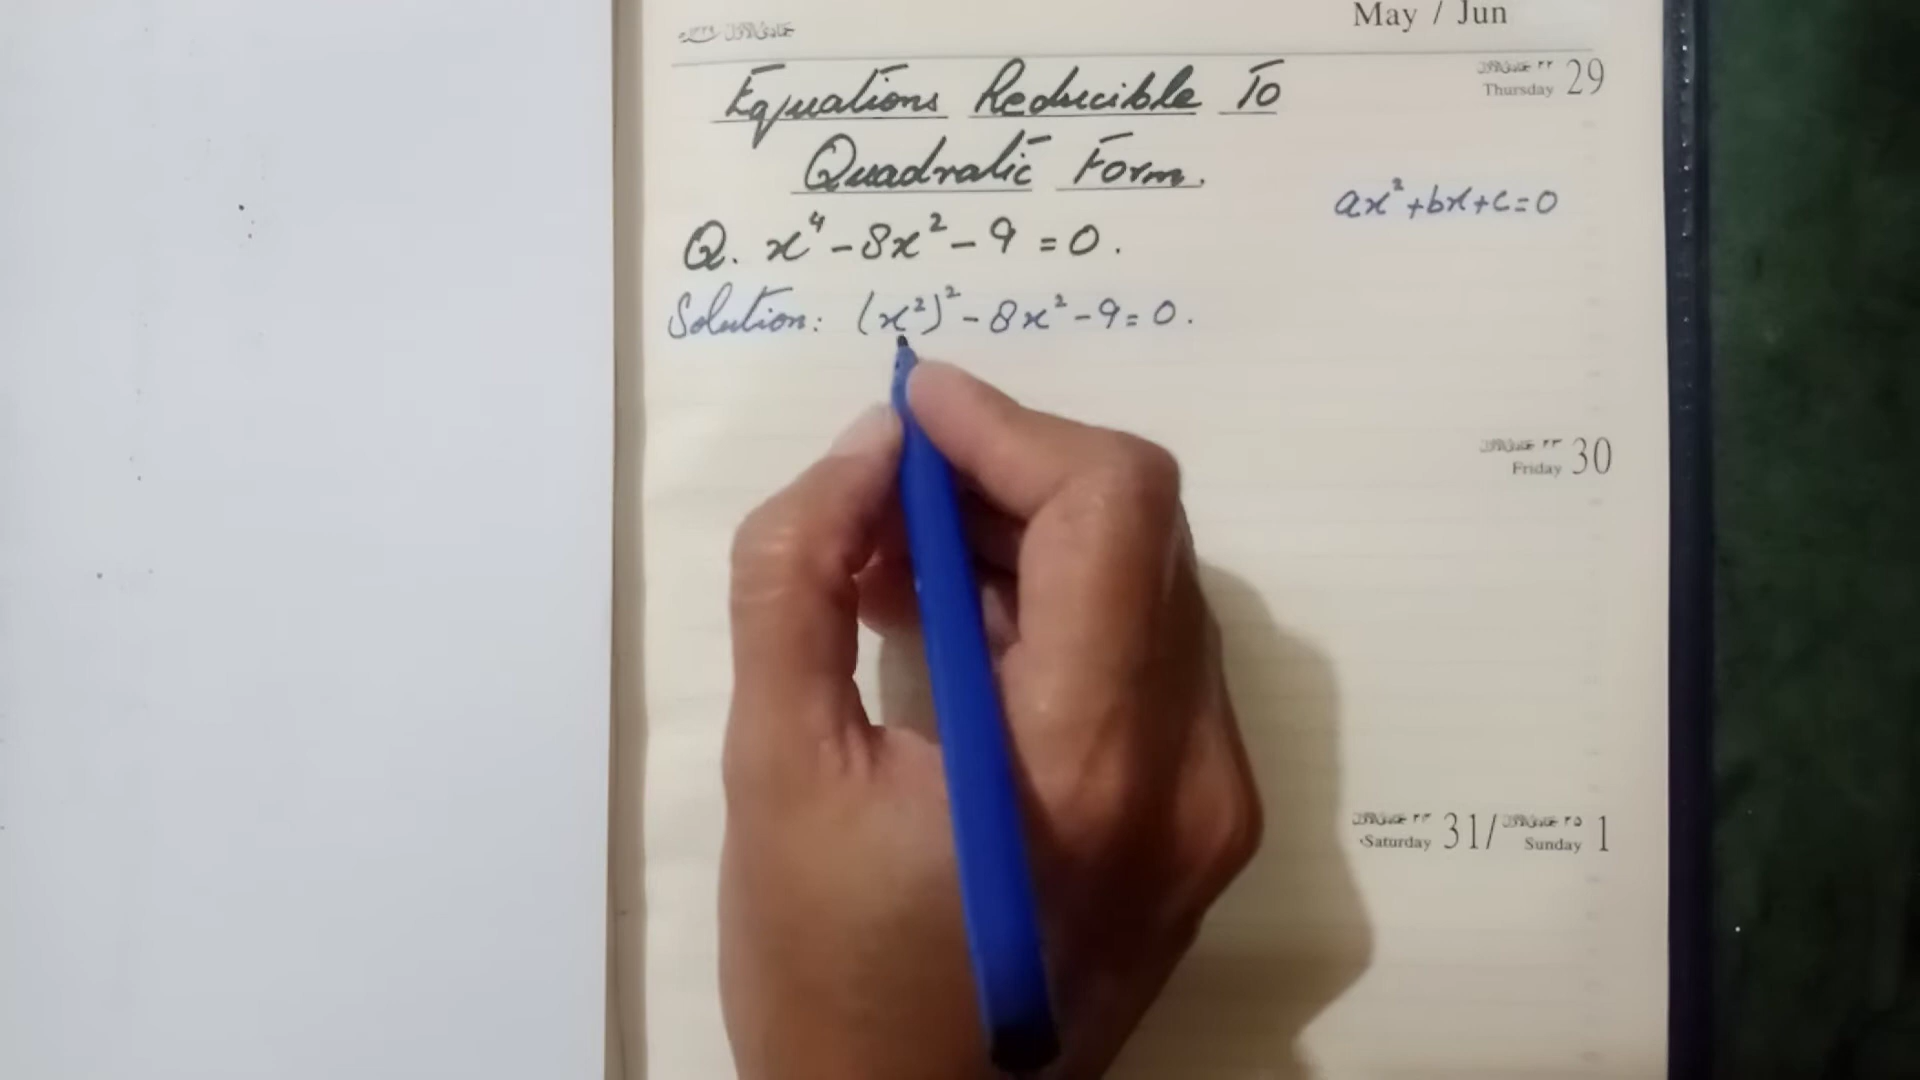 May / Jun
Equations Reducible To
Thursday 29
Quadratic Form.
ax²+bx+c=0
Q. x⁴-8x²-9=0.
Solution: (x²)²-8x²-9=0.
Friday 30
Saturday 31/ Sunday 1